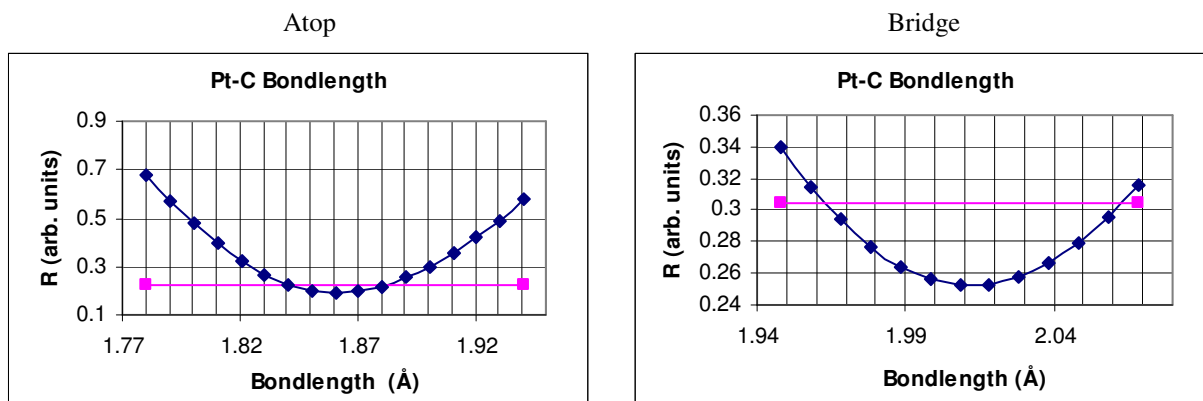 Atop
Pt-C Bondlength
R (arb. units)
0.9
0.7
0.5
0.3
0.1
1.77 1.82 1.87 1.92
Bondlength (Å)
Bridge
Pt-C Bondlength
R (arb. units)
0.36
0.34
0.32
0.3
0.28
0.26
0.24
1.94 1.99 2.04
Bondlength (Å)